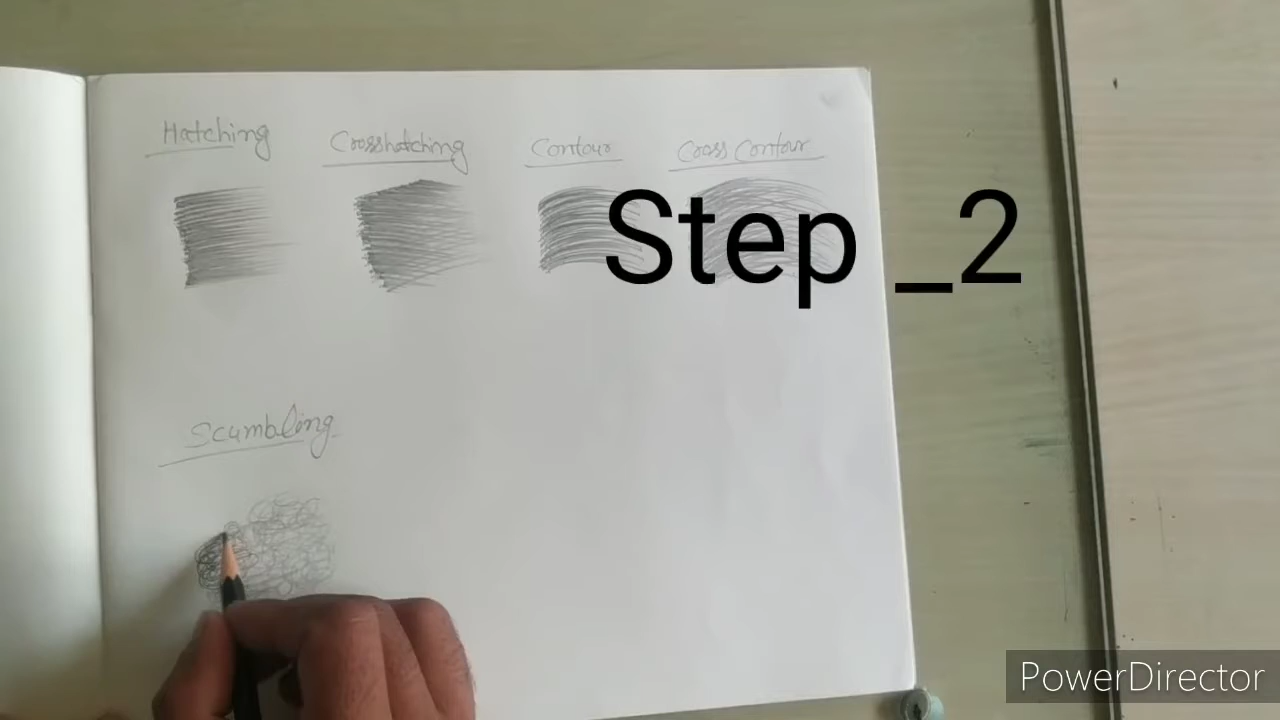 Hatching
Crosshatching
Contour
Cross Contour
Step _2
Scumbling
PowerDirector